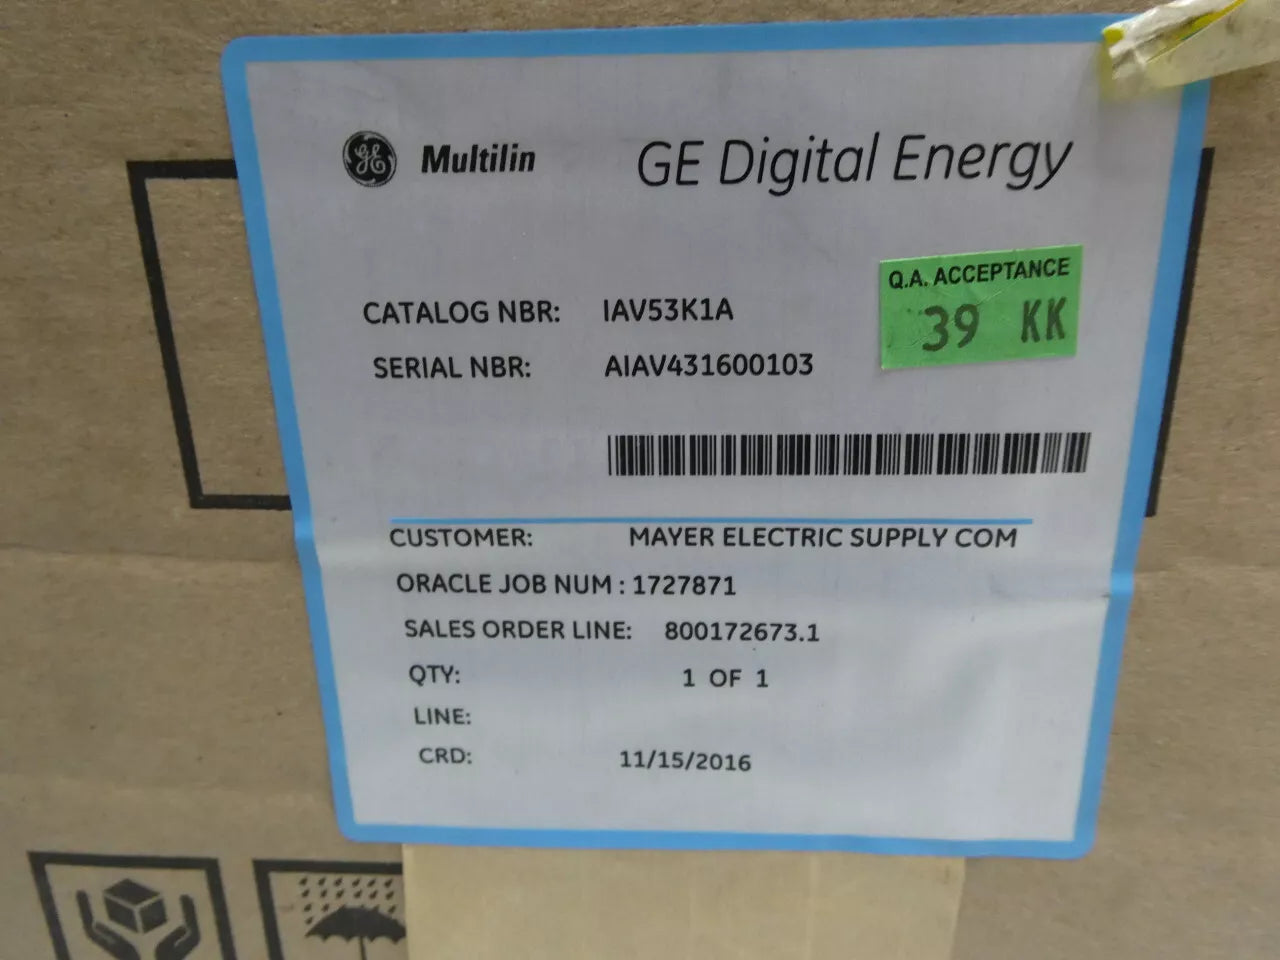 GE Multilin GE Digital Energy
Q.A. ACCEPTANCE
39 KK
CATALOG NBR: IAV53K1A
SERIAL NBR: AIAV431600103
CUSTOMER: MAYER ELECTRIC SUPPLY COM
ORACLE JOB NUM : 1727871
SALES ORDER LINE: 800172673.1
QTY: 1 OF 1
LINE:
CRD: 11/15/2016